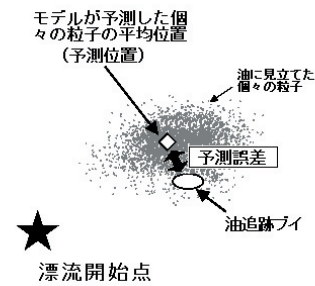 モデルが予測した個
々の粒子の平均位置
（予測位置）
油に見立てた
個々の粒子
予測誤差
油追跡ブイ
漂流開始点